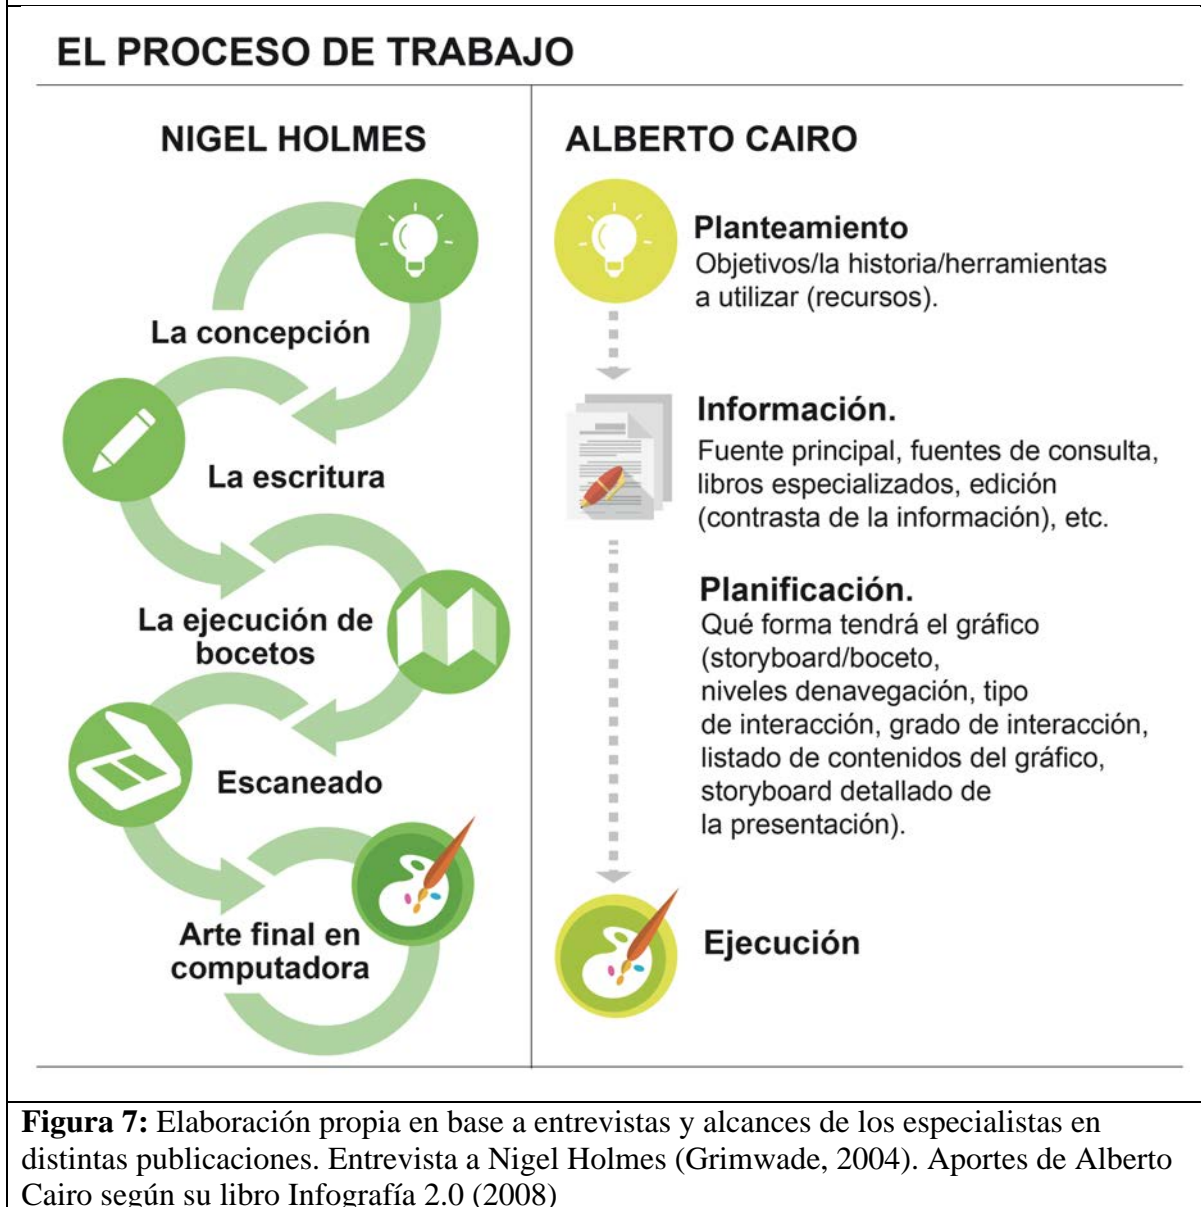 EL PROCESO DE TRABAJO
NIGEL HOLMES
La concepción
La escritura
La ejecución de
bocetos
Escaneado
Arte final en
computadora
ALBERTO CAIRO
Planteamiento
Objetivos/la historia/herramientas
a utilizar (recursos).
Información.
Fuente principal, fuentes de consulta,
libros especializados, edición
(contrasta de la información), etc.
Planificación.
Qué forma tendrá el gráfico
(storyboard/boceto,
niveles denavegación, tipo
de interacción, grado de interacción,
listado de contenidos del gráfico,
storyboard detallado de
la presentación).
Ejecución
Figura 7: Elaboración propia en base a entrevistas y alcances de los especialistas en
distintas publicaciones. Entrevista a Nigel Holmes (Grimwade, 2004). Aportes de Alberto
Cairo según su libro Infografía 2.0 (2008)